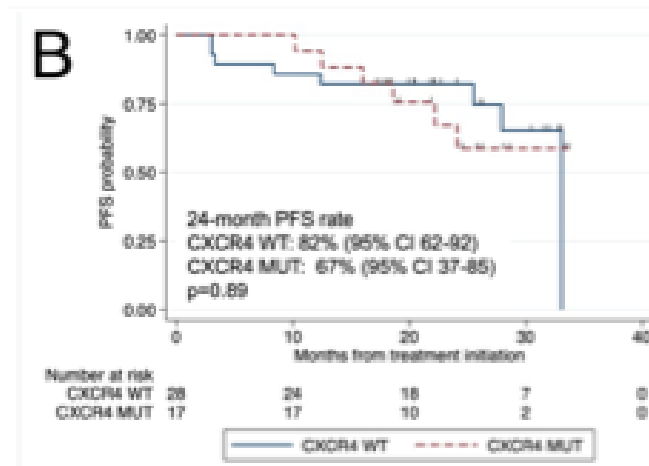 B
1.00
0.75
0.50
0.25
0.00
PFS probability
24-month PFS rate
CXCR4 WT: 82% (95% CI 62-92)
CXCR4 MUT: 67% (95% CI 37-85)
p=0.89
0 10 20 30 40
Months from treatment initiation
Number at risk
CXCR4 WT 28 24 18 7 0
CXCR4 MUT 17 17 10 2 0
CXCR4 WT CXCR4 MUT